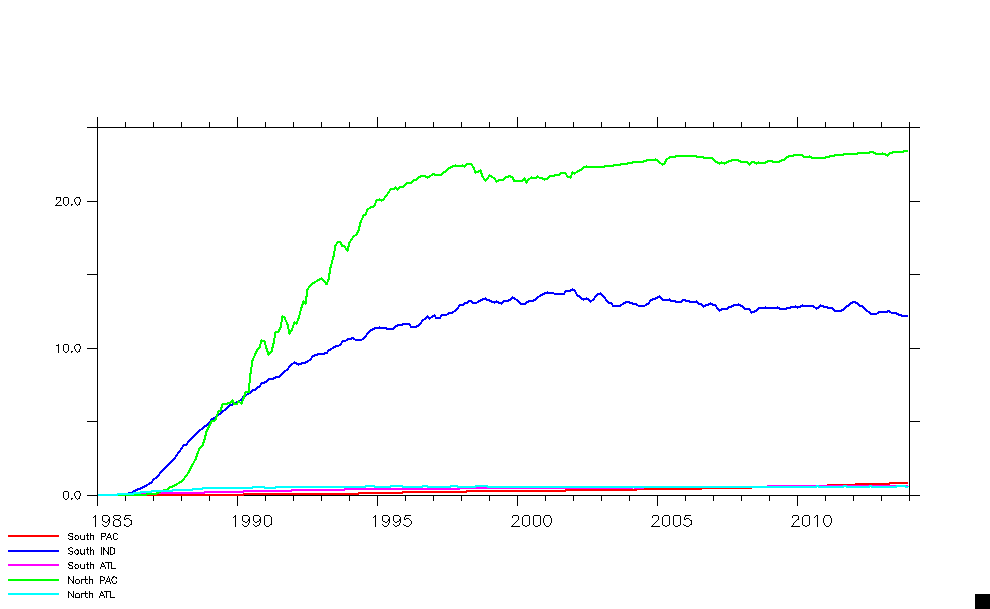 20.0
10.0
0.0
1985 1990 1995 2000 2005 2010
South PAC
South IND
South ATL
North PAC
North ATL